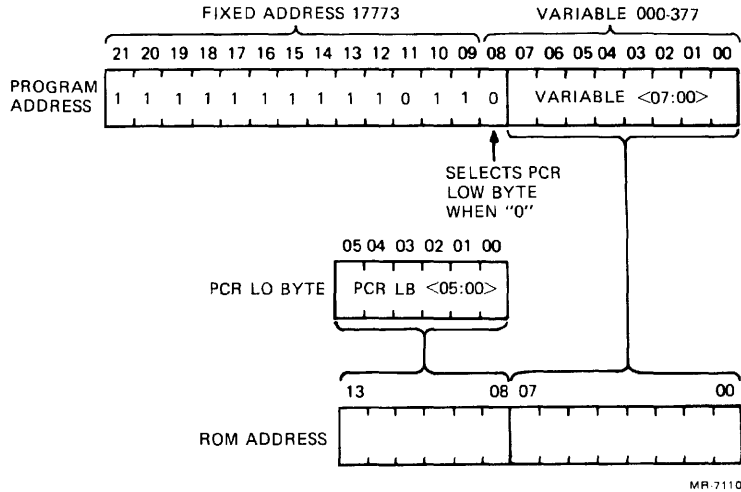 FIXED ADDRESS 17773 VARIABLE 000-377
21 20 19 18 17 16 15 14 13 12 11 10 09 08 07 06 05 04 03 02 01 00
PROGRAM
ADDRESS
1 1 1 1 1 1 1 1 1 1 0 1 1 0 VARIABLE <07:00>
SELECTS PCR
LOW BYTE
WHEN "0"
05 04 03 02 01 00
PCR LO BYTE PCR LB <05:00>
13 08 07 00
ROM ADDRESS
MR-7110